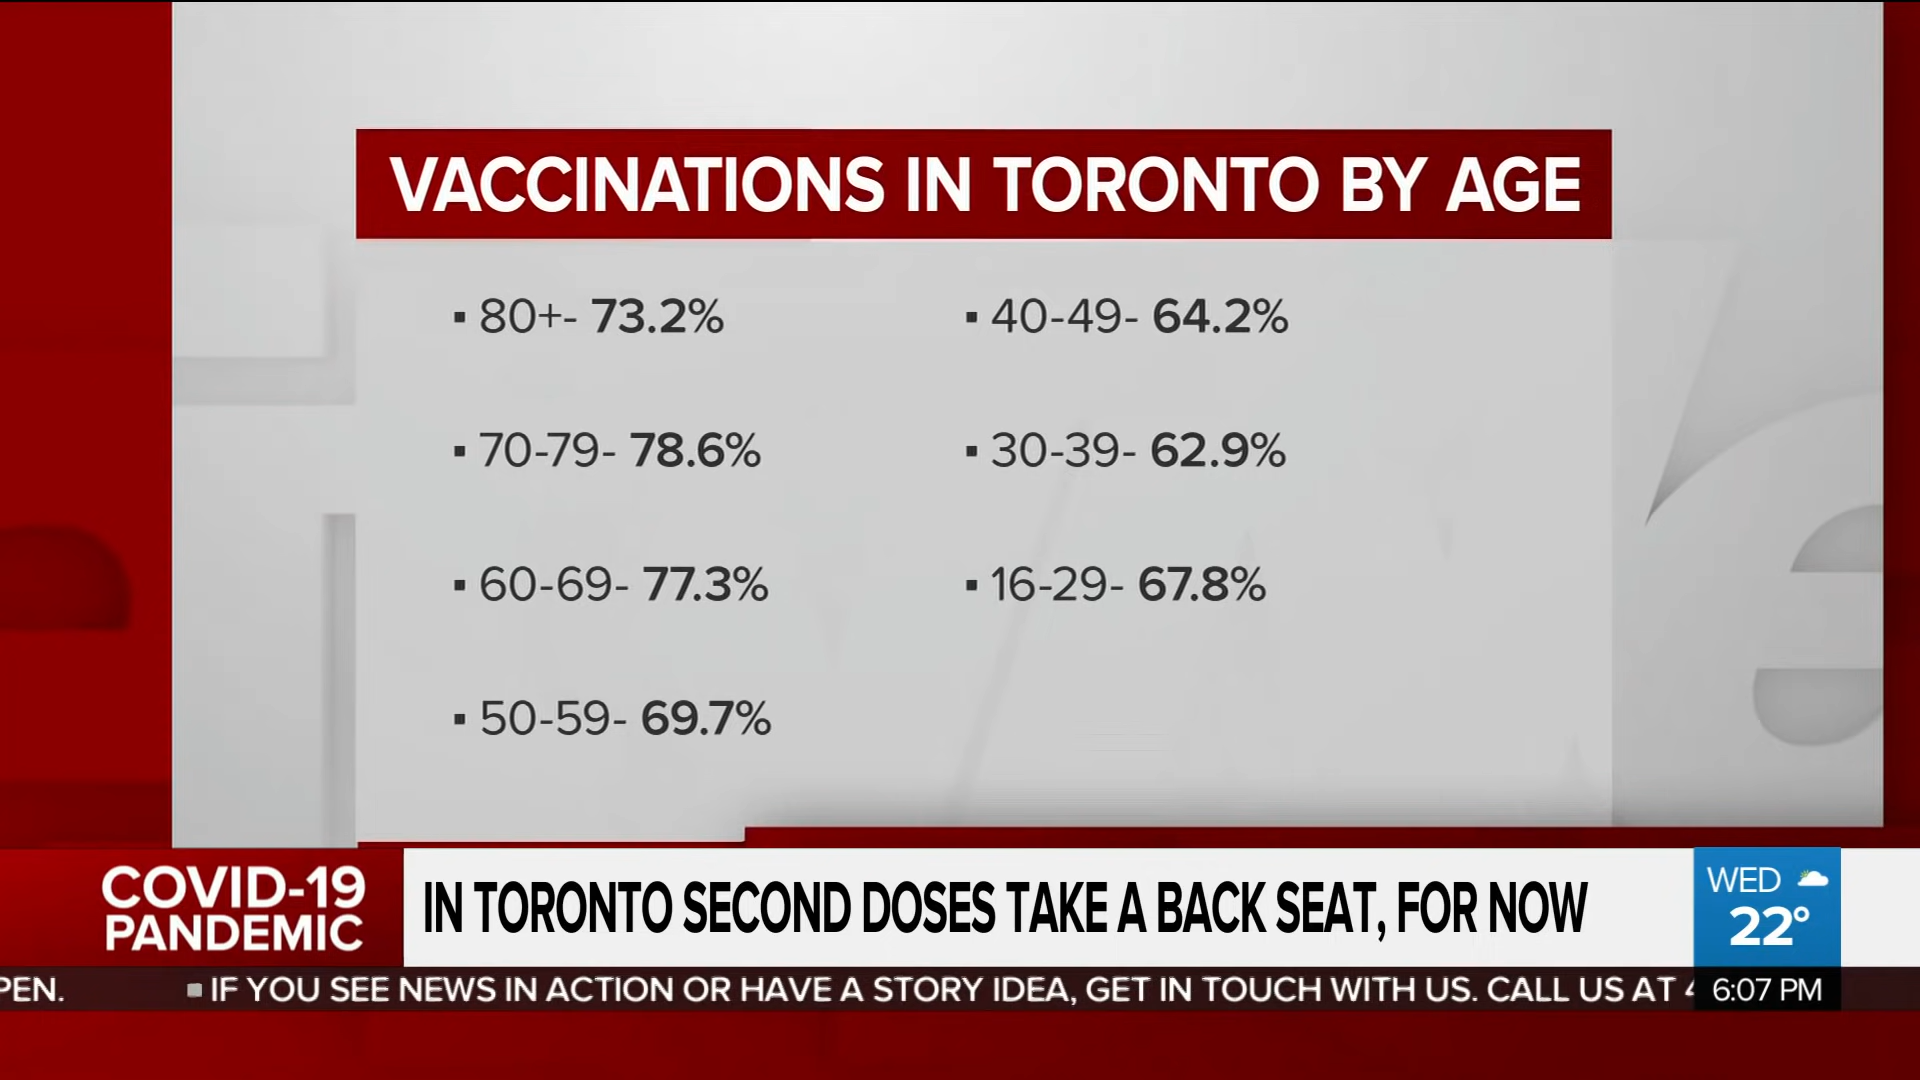 VACCINATIONS IN TORONTO BY AGE
▪ 80+- 73.2%
▪ 70-79- 78.6%
▪ 60-69- 77.3%
▪ 50-59- 69.7%
▪ 40-49- 64.2%
▪ 30-39- 62.9%
▪ 16-29- 67.8%
COVID-19
PANDEMIC
IN TORONTO SECOND DOSES TAKE A BACK SEAT, FOR NOW
WED
22°
PEN. ▪ IF YOU SEE NEWS IN ACTION OR HAVE A STORY IDEA, GET IN TOUCH WITH US. CALL US AT
6:07 PM